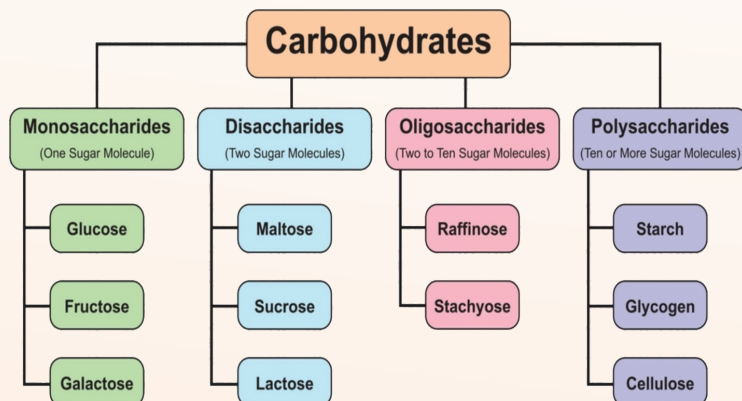 Carbohydrates
Monosaccharides
(One Sugar Molecule)
Glucose
Fructose
Galactose
Disaccharides
(Two Sugar Molecules)
Maltose
Sucrose
Lactose
Oligosaccharides
(Two to Ten Sugar Molecules)
Raffinose
Stachyose
Polysaccharides
(Ten or More Sugar Molecules)
Starch
Glycogen
Cellulose